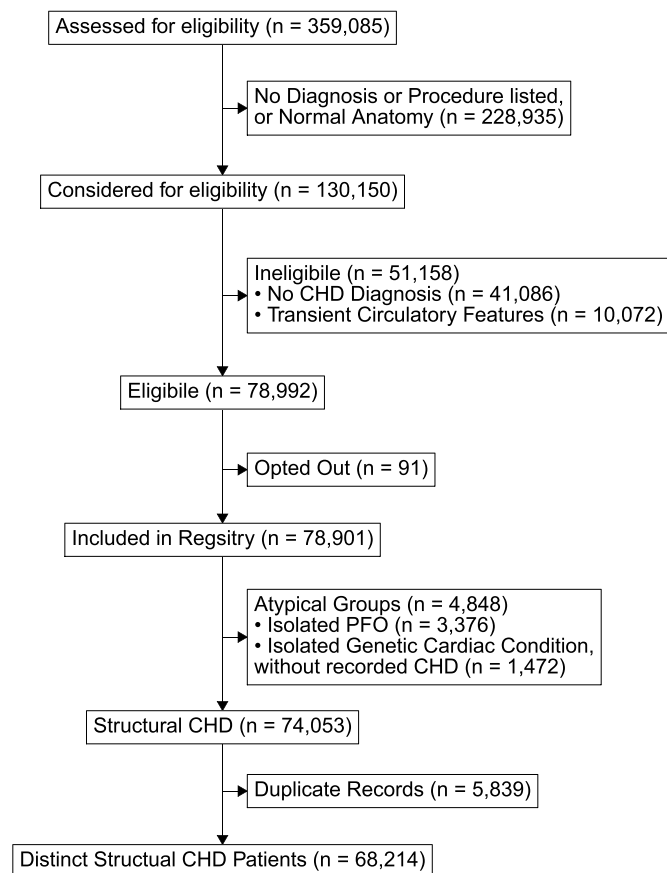 Assessed for eligibility (n = 359,085)
No Diagnosis or Procedure listed,
or Normal Anatomy (n = 228,935)
Considered for eligibility (n = 130,150)
Ineligibile (n = 51,158)
• No CHD Diagnosis (n = 41,086)
• Transient Circulatory Features (n = 10,072)
Eligibile (n = 78,992)
Opted Out (n = 91)
Included in Regsitry (n = 78,901)
Atypical Groups (n = 4,848)
• Isolated PFO (n = 3,376)
• Isolated Genetic Cardiac Condition,
without recorded CHD (n = 1,472)
Structural CHD (n = 74,053)
Duplicate Records (n = 5,839)
Distinct Structual CHD Patients (n = 68,214)